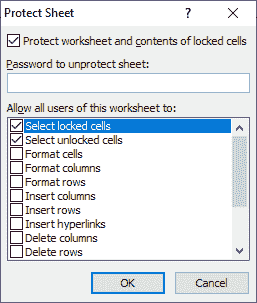 Protect Sheet ?
Protect worksheet and contents of locked cells
Password to unprotect sheet:
Allow all users of this worksheet to:
Select locked cells
Select unlocked cells
Format cells
Format columns
Format rows
Insert columns
Insert rows
Insert hyperlinks
Delete columns
Delete rows
OK Cancel